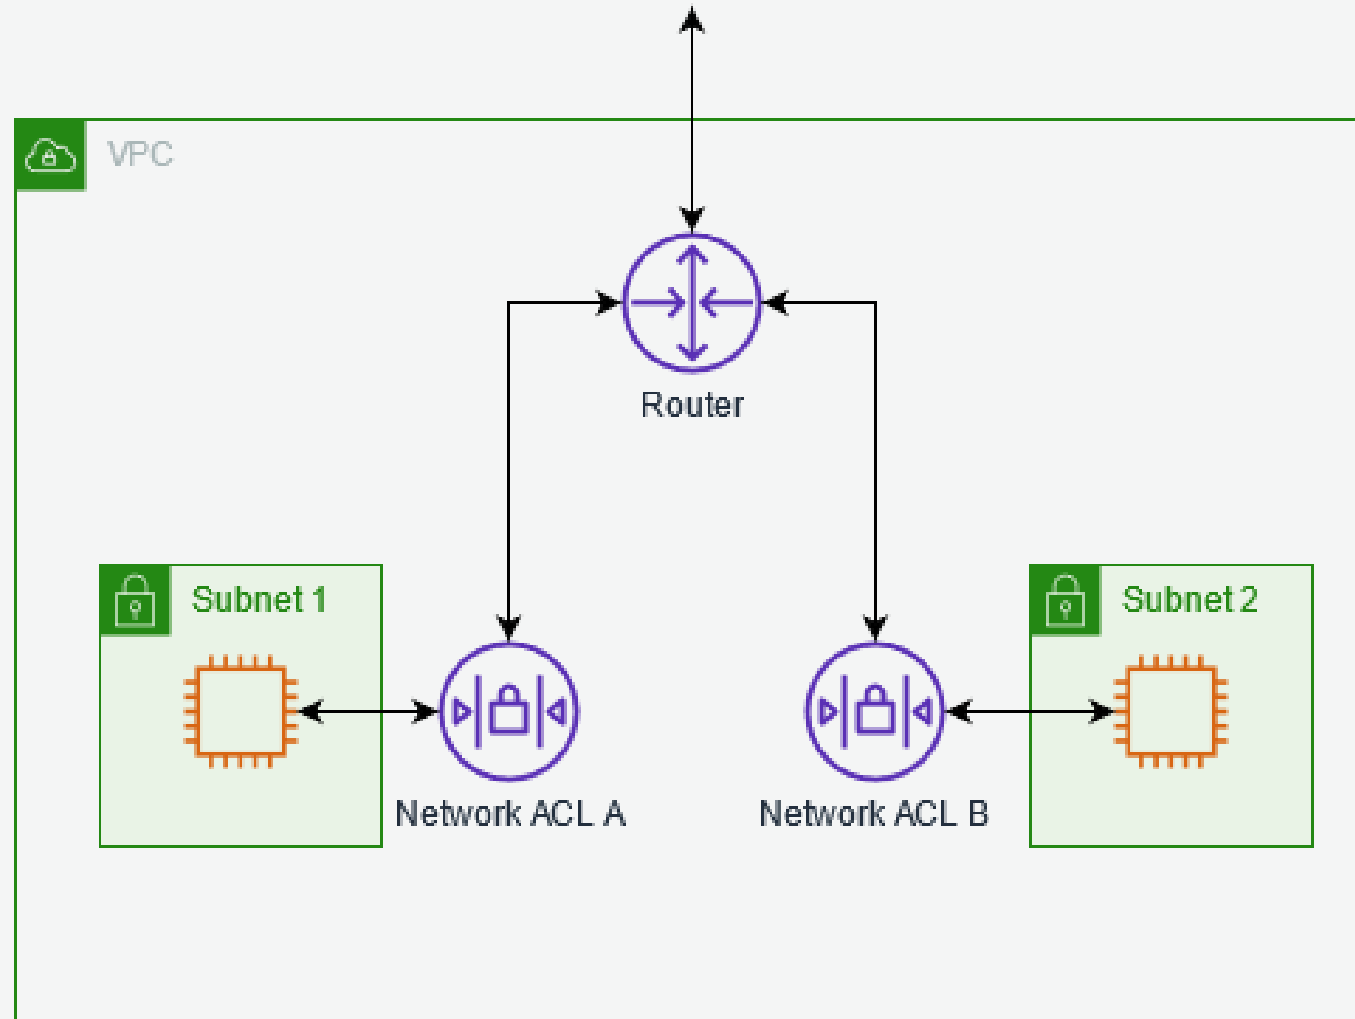 VPC
Router
Subnet 1
Subnet 2
Network ACL A
Network ACL B